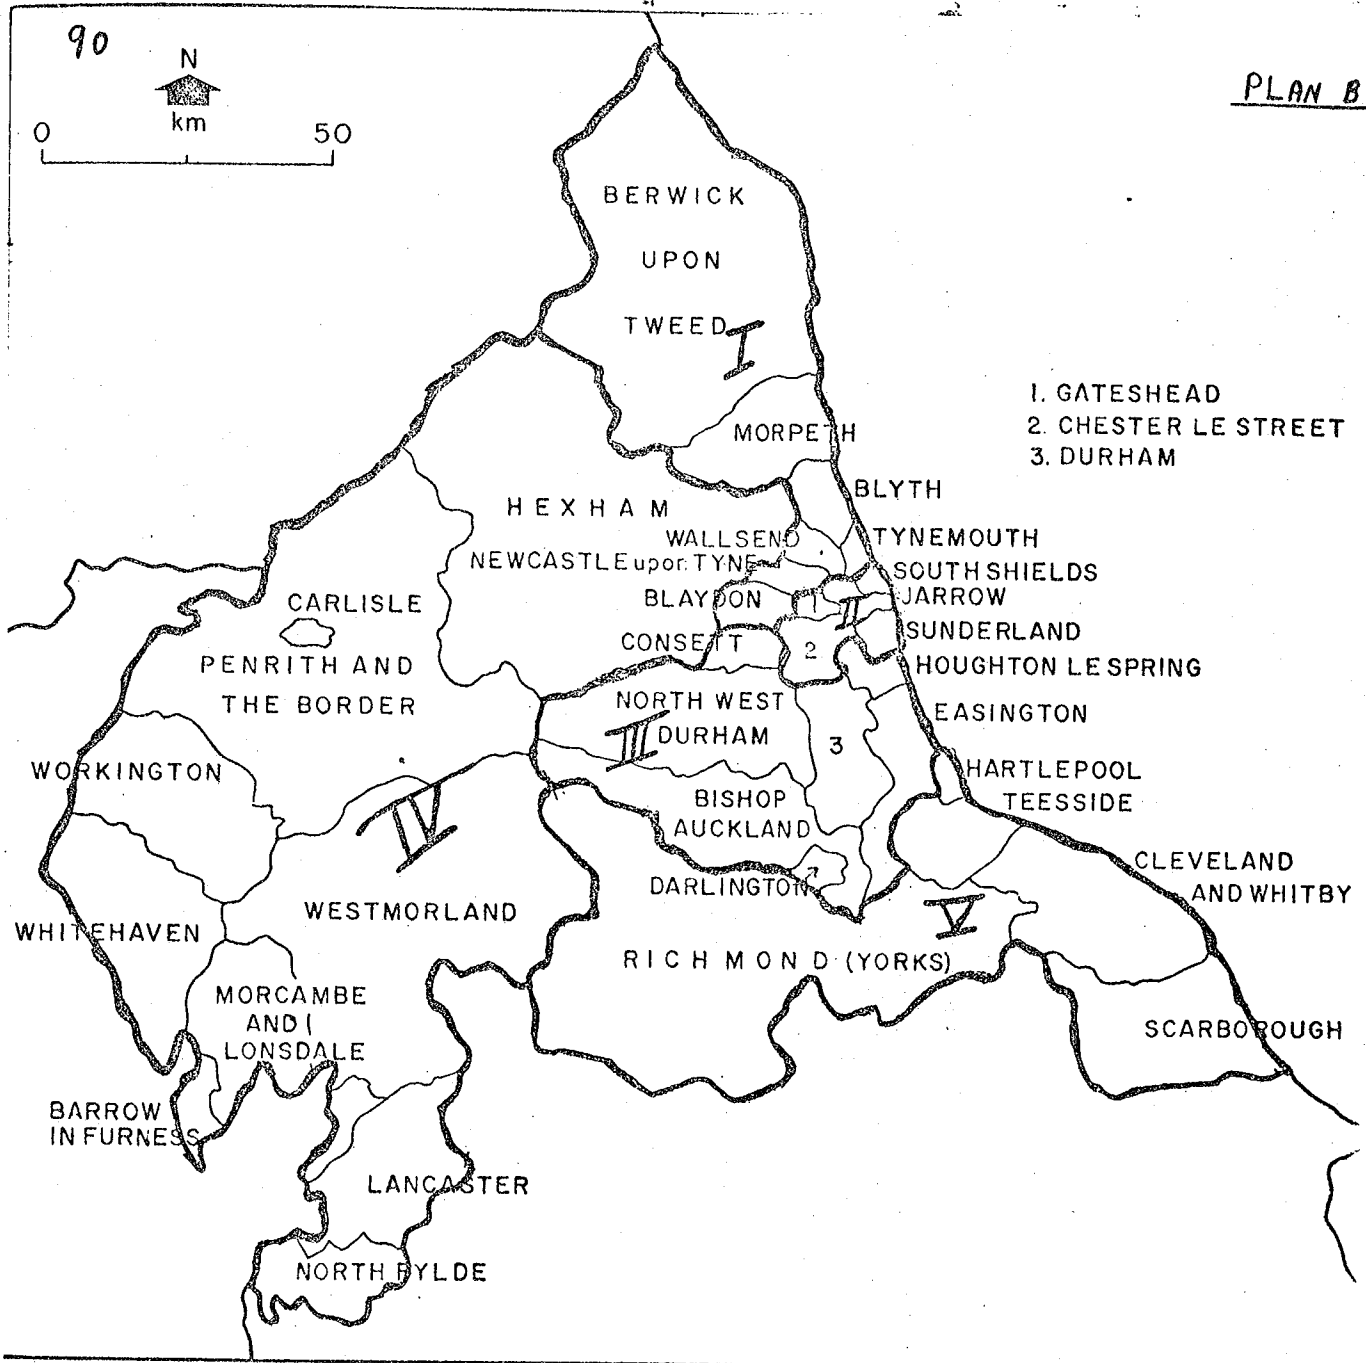 90
PLAN B
N
km
0 50
BERWICK
UPON
TWEED
I
1. GATESHEAD
2. CHESTER LE STREET
3. DURHAM
MORPETH
BLYTH
HEXHAM
WALLSEND
TYNEMOUTH
NEWCASTLE upon TYNE
SOUTH SHIELDS
BLAYDON
1
II
JARROW
CARLISLE
SUNDERLAND
CONSETT
2
HOUGHTON LE SPRING
PENRITH AND
THE BORDER
NORTH WEST
DURHAM
III
3
EASINGTON
WORKINGTON
HARTLEPOOL
TEESSIDE
BISHOP
AUCKLAND
IV
DARLINGTON
CLEVELAND
AND WHITBY
WESTMORLAND
V
WHITEHAVEN
RICHMOND (YORKS)
MORCAMBE
AND
LONSDALE
SCARBOROUGH
BARROW
IN FURNESS
LANCASTER
NORTH FYLDE